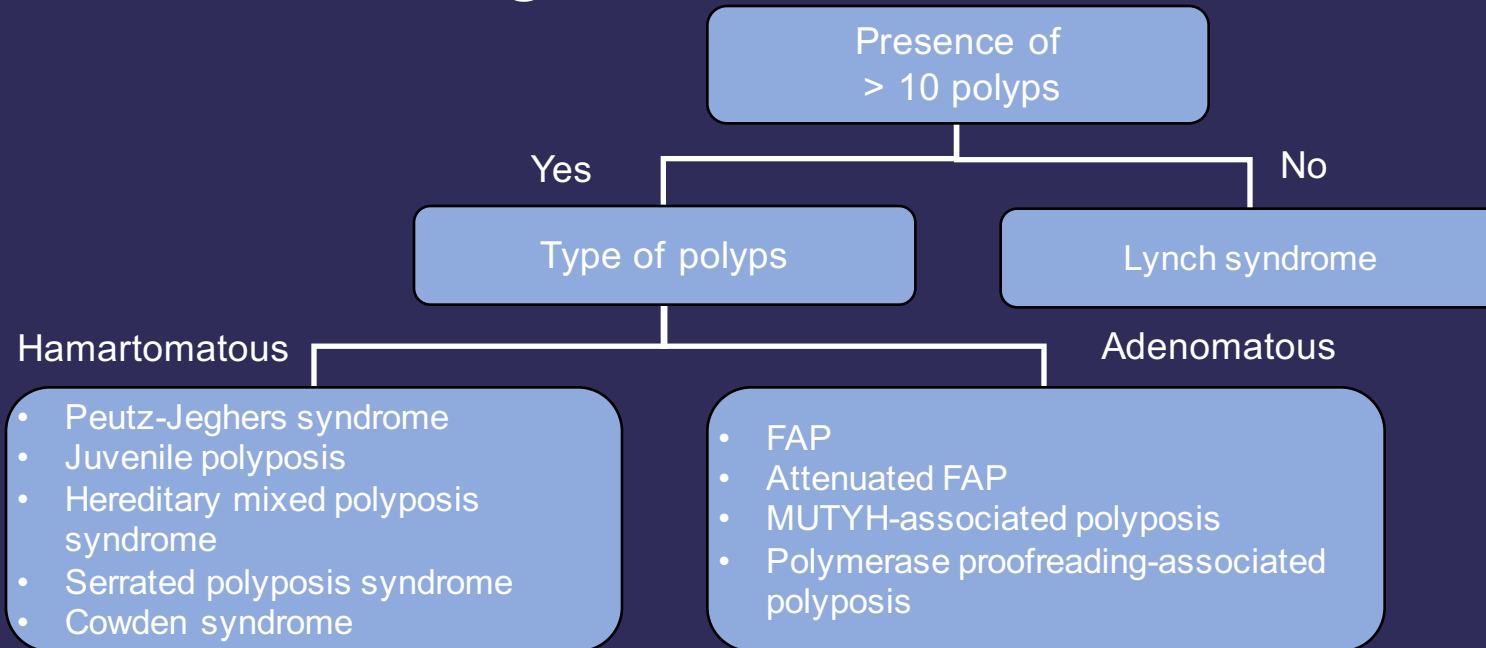 Presence of
> 10 polyps
Yes
No
Type of polyps
Lynch syndrome
Hamartomatous
Adenomatous
• Peutz-Jeghers syndrome
• Juvenile polyposis
• Hereditary mixed polyposis
syndrome
• Serrated polyposis syndrome
• Cowden syndrome
• FAP
• Attenuated FAP
• MUTYH-associated polyposis
• Polymerase proofreading-associated
polyposis